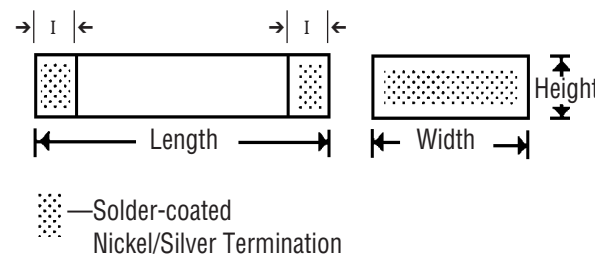 I I
Height
Length Width
Solder-coated
Nickel/Silver Termination